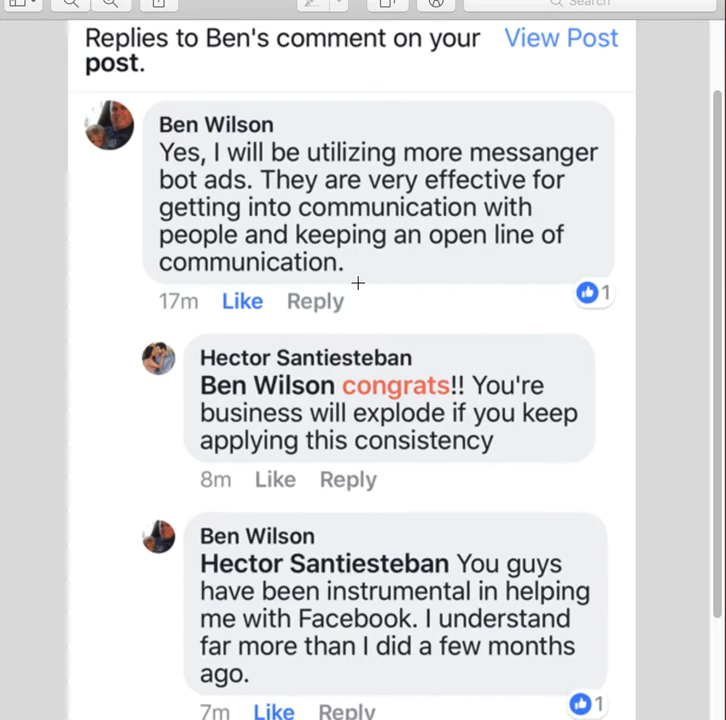 Search
Replies to Ben's comment on your View Post
post.
Ben Wilson
Yes, I will be utilizing more messanger
bot ads. They are very effective for
getting into communication with
people and keeping an open line of
communication.
17m Like Reply 1
Hector Santiesteban
Ben Wilson congrats!! You're
business will explode if you keep
applying this consistency
8m Like Reply
Ben Wilson
Hector Santiesteban You guys
have been instrumental in helping
me with Facebook. I understand
far more than I did a few months
ago.
7m Like Reply 1